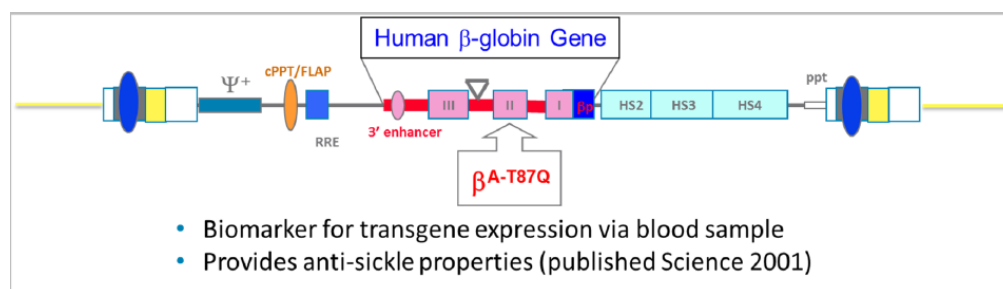 Human β-globin Gene
cPPT/FLAP
Ψ+
ppt
III
II
I
βp
HS2
HS3
HS4
3’ enhancer
RRE
βA-T87Q
• Biomarker for transgene expression via blood sample
• Provides anti-sickle properties (published Science 2001)